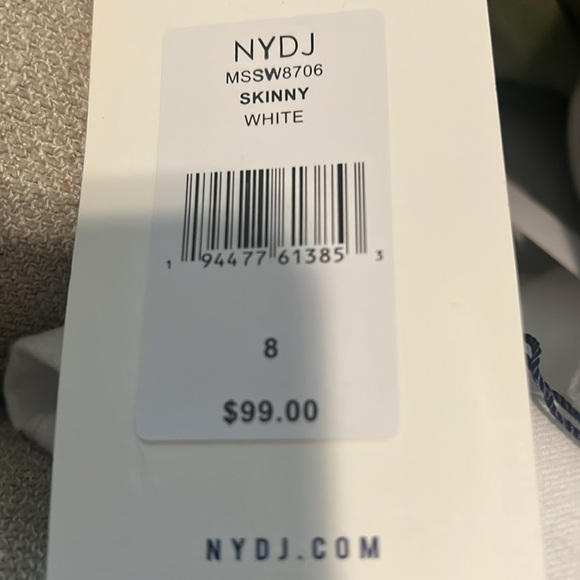 NYDJ
MSSW8706
SKINNY
WHITE
1 94477 61385 3
8
$99.00
NYDJ.COM